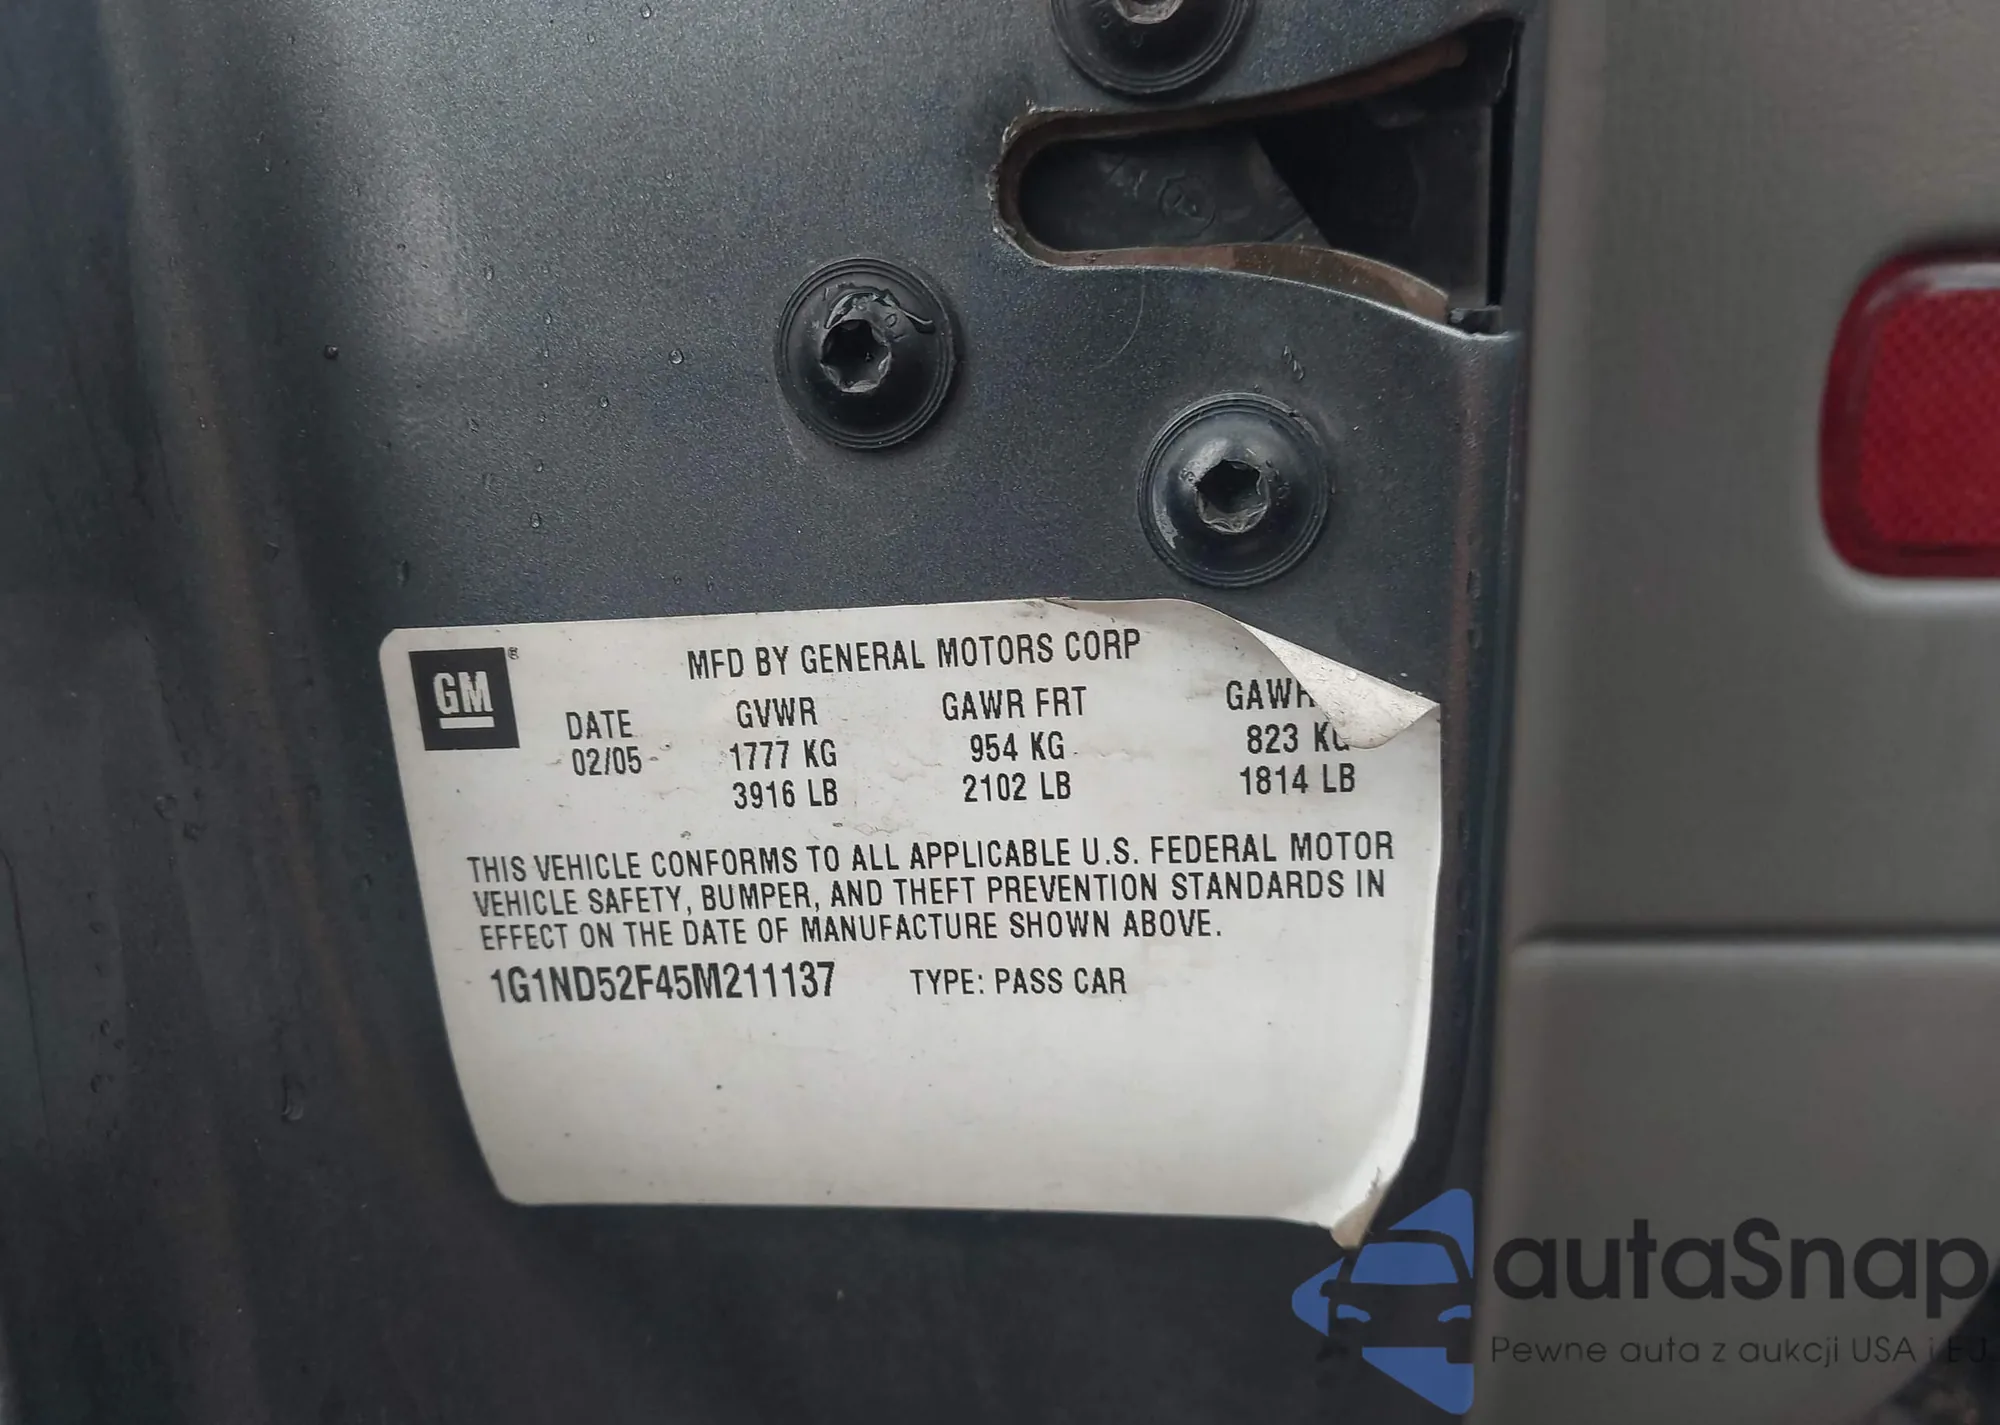 GM®
MFD BY GENERAL MOTORS CORP
DATE GVWR GAWR FRT GAWR
02/05 1777 KG 954 KG 823 KG
3916 LB 2102 LB 1814 LB
THIS VEHICLE CONFORMS TO ALL APPLICABLE U.S. FEDERAL MOTOR
VEHICLE SAFETY, BUMPER, AND THEFT PREVENTION STANDARDS IN
EFFECT ON THE DATE OF MANUFACTURE SHOWN ABOVE.
1G1ND52F45M211137 TYPE: PASS CAR
autaSnap
Pewne auta z aukcji USA i EU